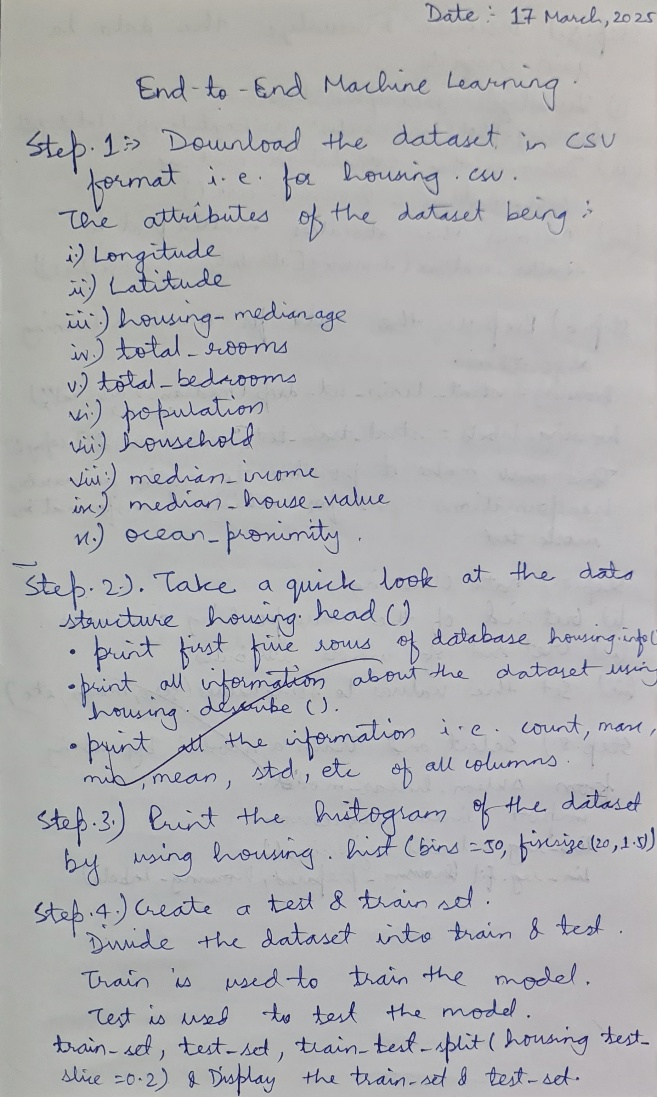 Date :- 17 March, 2025
End-to-End Machine Learning.
Step.1=> Download the dataset in CSV
format i.e. for housing.csv.
The attributes of the dataset being :
i.) Longitude
ii.) Latitude
iii.) housing-medianage
iv.) total_rooms
v.) total_bedrooms
vi.) population
vii.) household
viii.) median_income
ix.) median_house_value
x.) ocean_proximity.
Step.2.). Take a quick look at the data
structure housing.head()
• print first five rows of database housing.info(
• print all information about the dataset using
housing.describe().
• print all the information i.e. count, max,
min, mean, std, etc of all columns.
Step.3.) Print the histogram of the dataset
by using housing.hist(bins=50, figsize(20,1.5))
Step.4.) Create a test & train set.
Divide the dataset into train & test.
Train is used to train the model.
Test is used to test the model.
train_set, test_set, train_test_split(housing test_
slice=0.2) & Display the train_set & test_set.